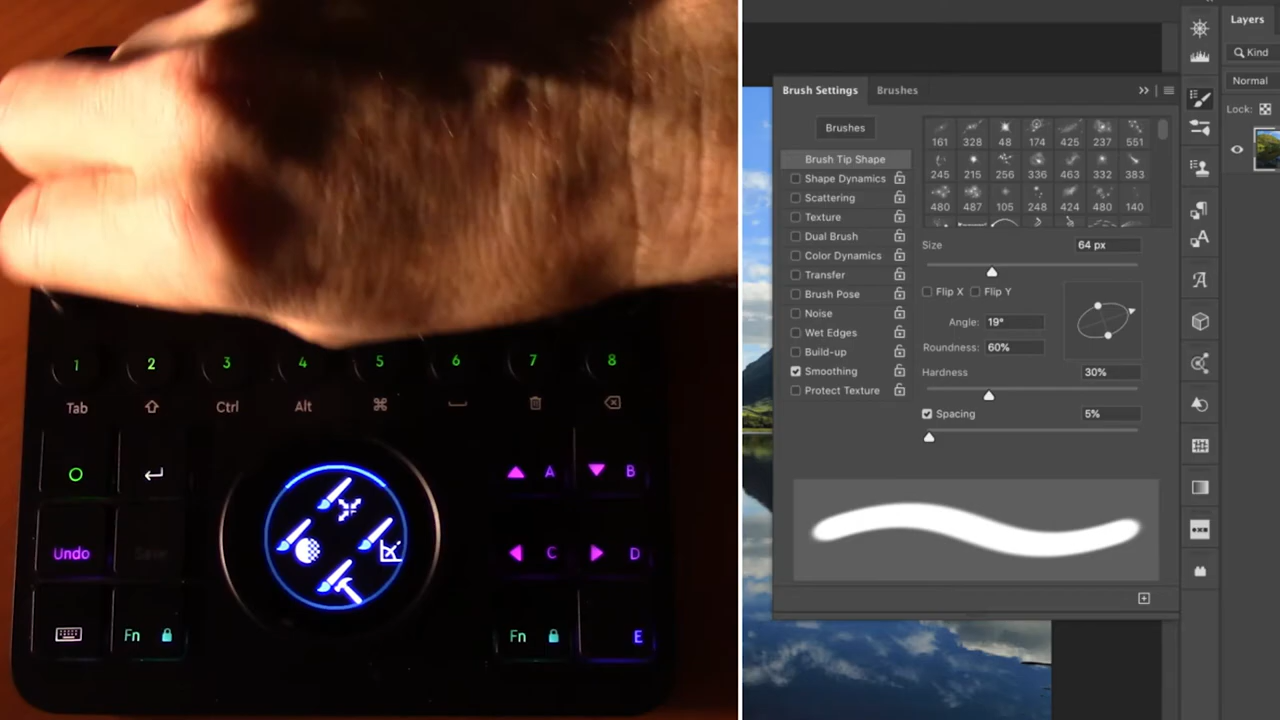 1 2 3 4 5 6 7 8
Tab ⇧ Ctrl Alt ⌘
A B
Undo C D
Fn Fn E
Layers
Kind
Normal
Lock:
Brush Settings Brushes
Brushes
Brush Tip Shape
Shape Dynamics
Scattering
Texture
Dual Brush
Color Dynamics
Transfer
Brush Pose
Noise
Wet Edges
Build-up
Smoothing
Protect Texture
161 328 48 174 425 237 551
245 215 256 336 463 332 383
480 487 105 248 424 480 140
Size 64 px
Flip X Flip Y
Angle: 19°
Roundness: 60%
Hardness 30%
Spacing 5%